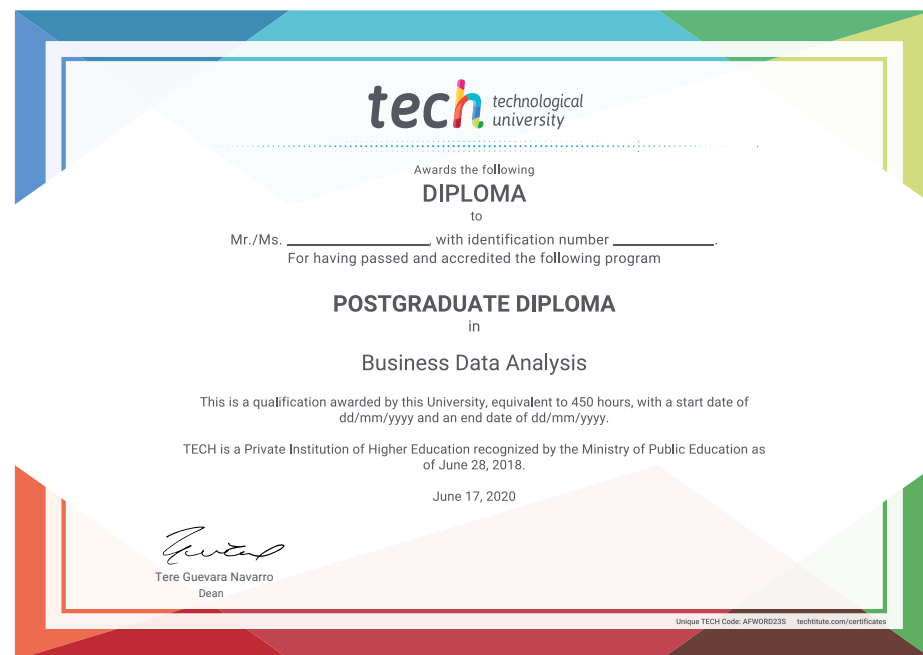 tech technological
university
Awards the following
DIPLOMA
to
Mr./Ms. ____________________, with identification number ______________.
For having passed and accredited the following program
POSTGRADUATE DIPLOMA
in
Business Data Analysis
This is a qualification awarded by this University, equivalent to 450 hours, with a start date of
dd/mm/yyyy and an end date of dd/mm/yyyy.
TECH is a Private Institution of Higher Education recognized by the Ministry of Public Education as
of June 28, 2018.
June 17, 2020
Tere Guevara Navarro
Dean
Unique TECH Code: AFWORD23S techtitute.com/certificates